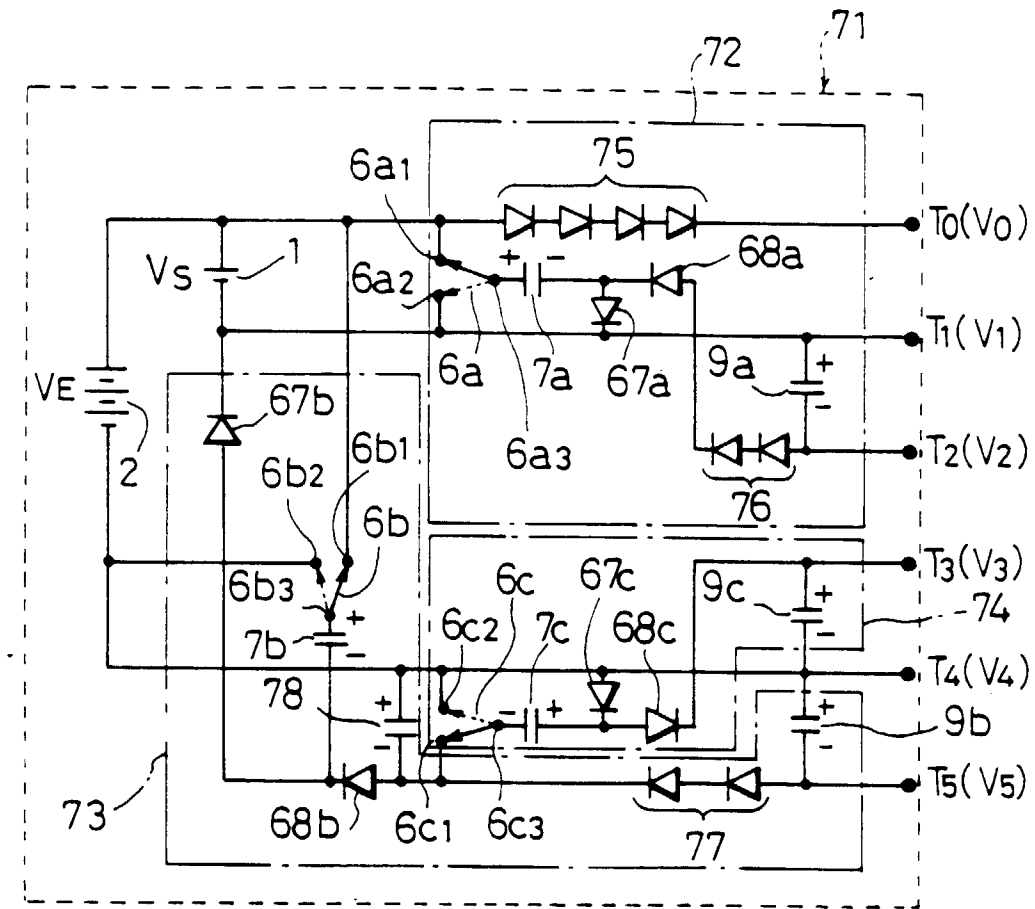 71
72
75
6a1
T0(V0)
VS
1
+
-
68a
6a2
T1(V1)
6a
7a
67a
9a
+
-
VE
2
67b
6a3
6b1
6b2
T2(V2)
76
6b
T3(V3)
6c
67c
9c
+
-
74
6b3
+
7b
-
6c2
7c
68c
T4(V4)
78
+
-
-
+
+
-
9b
T5(V5)
73
68b
6c1
6c3
77